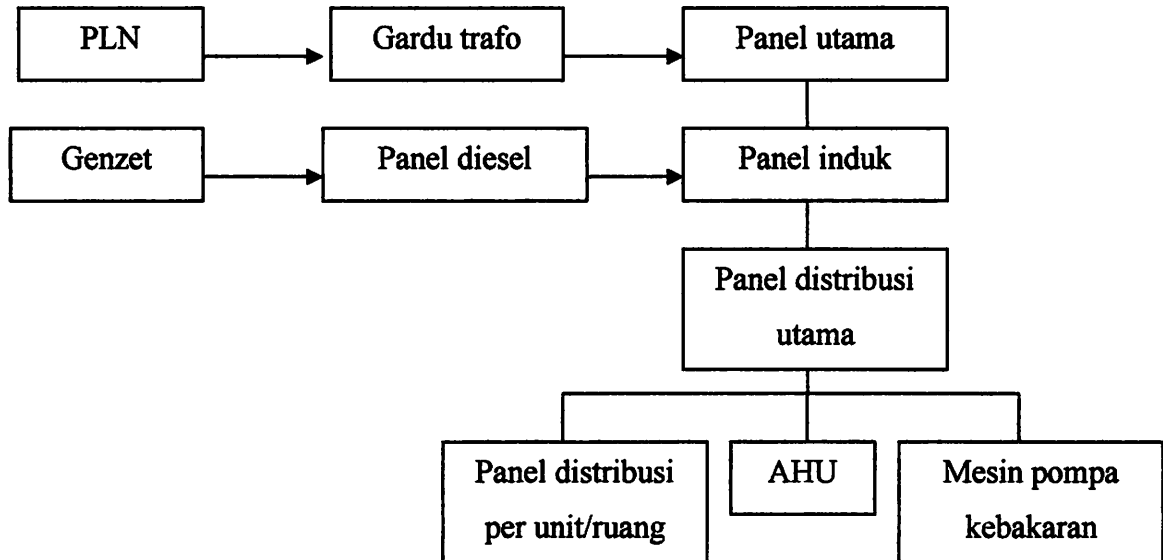 PLN
Gardu trafo
Panel utama
Genzet
Panel diesel
Panel induk
Panel distribusi
utama
Panel distribusi
per unit/ruang
AHU
Mesin pompa
kebakaran